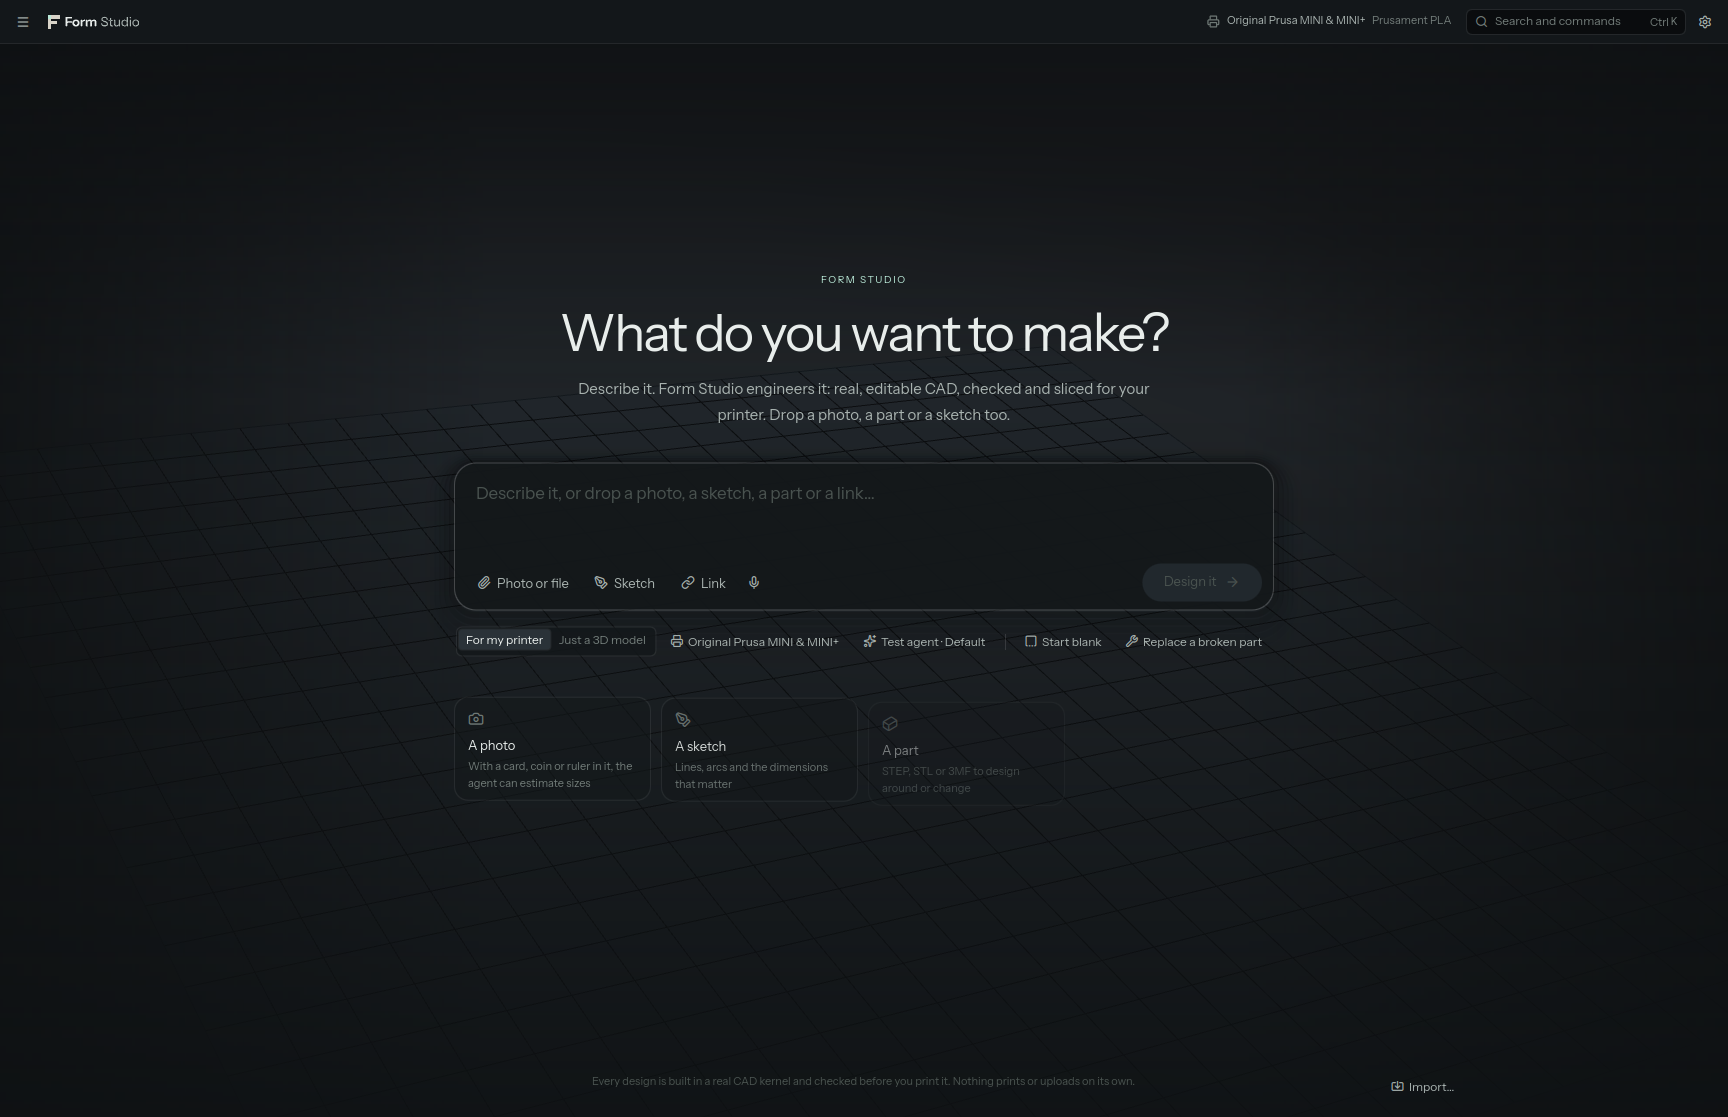 Form Studio
Original Prusa MINI & MINI+ Prusament PLA
Search and commands Ctrl K
FORM STUDIO
What do you want to make?
Describe it. Form Studio engineers it: real, editable CAD, checked and sliced for your
printer. Drop a photo, a part or a sketch too.
Describe it, or drop a photo, a sketch, a part or a link...
Photo or file Sketch Link
Design it
For my printer Just a 3D model Original Prusa MINI & MINI+ Test agent · Default Start blank Replace a broken part
A photo
With a card, coin or ruler in it, the
agent can estimate sizes
A sketch
Lines, arcs and the dimensions
that matter
A part
STEP, STL or 3MF to design
around or change
Every design is built in a real CAD kernel and checked before you print it. Nothing prints or uploads on its own.
Import...